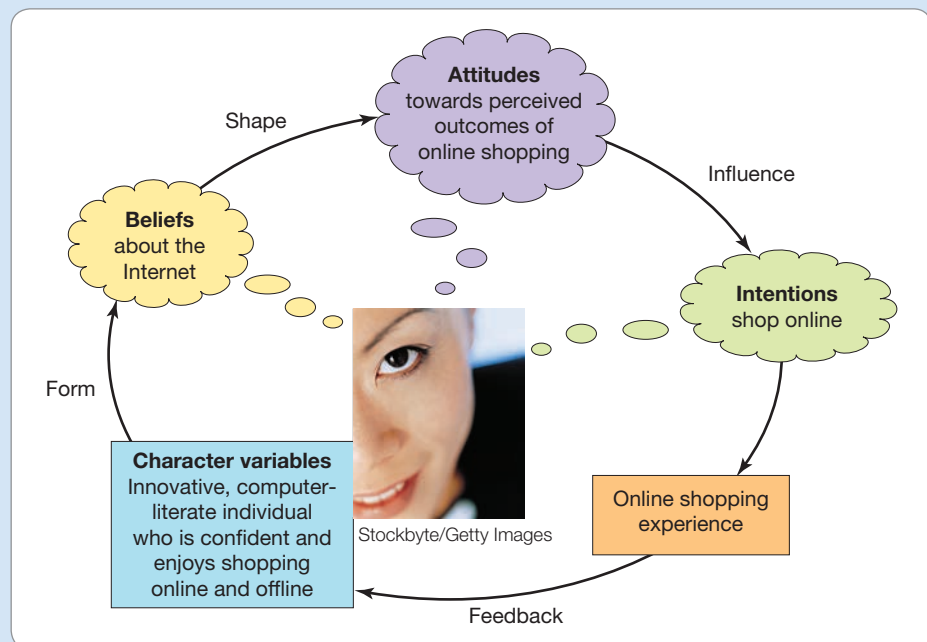 Attitudes
towards perceived
outcomes of
online shopping
Shape
Influence
Beliefs
about the
Internet
Intentions
shop online
Form
Character variables
Innovative, computer-
literate individual
who is confident and
enjoys shopping
online and offline
Stockbyte/Getty Images
Online shopping
experience
Feedback